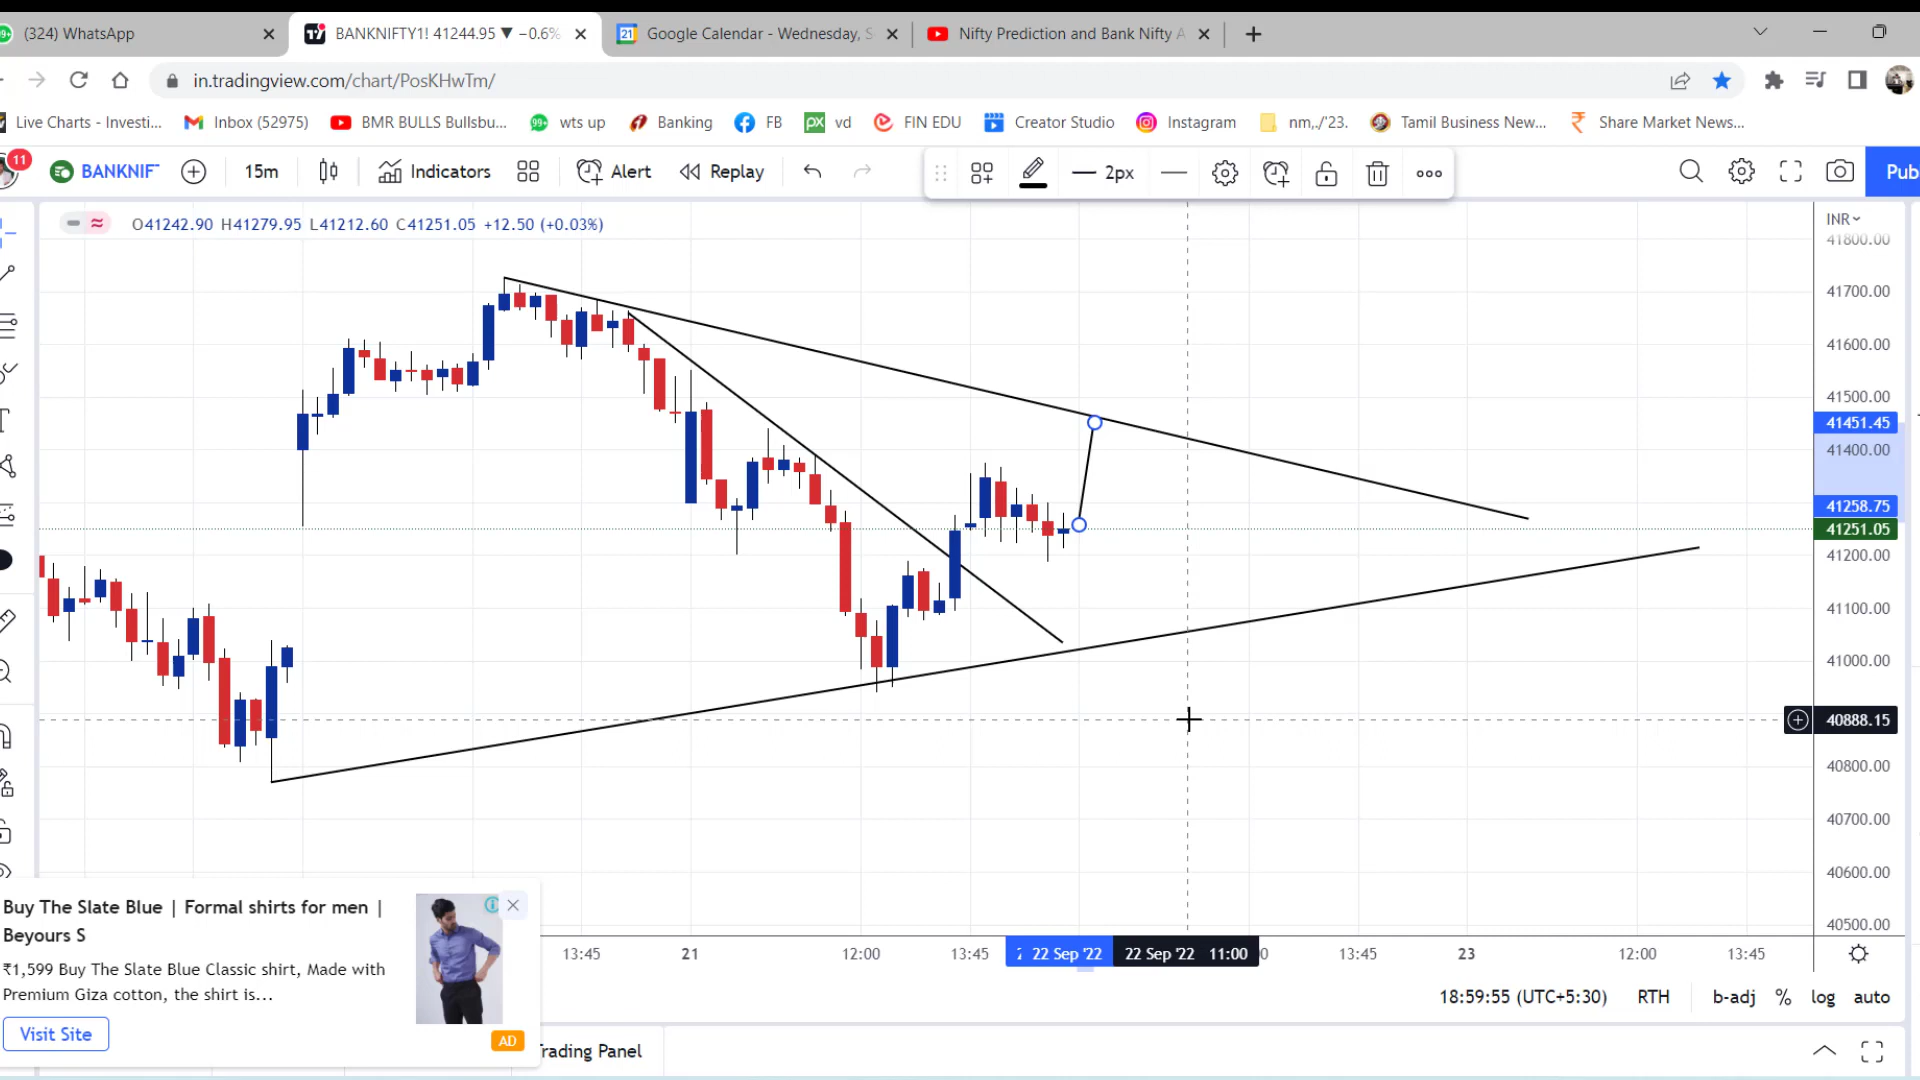 (324) WhatsApp
BANKNIFTY1! 41244.95 ▼ −0.6%
Google Calendar - Wednesday, S
Nifty Prediction and Bank Nifty A
in.tradingview.com/chart/PosKHwTm/
Live Charts - Investi...
Inbox (52975)
BMR BULLS Bullsbu...
99+ wts up
Banking
FB
px vd
FIN EDU
Creator Studio
Instagram
nm,./'23.
Tamil Business New...
₹ Share Market News...
11
BANKNIF
15m
Indicators
Alert
Replay
2px
Pub
O41242.90 H41279.95 L41212.60 C41251.05 +12.50 (+0.03%)
INR
41800.00
41700.00
41600.00
41500.00
41451.45
41400.00
41258.75
41251.05
41200.00
41100.00
41000.00
40888.15
40800.00
40700.00
40600.00
40500.00
13:45
21
12:00
13:45
22 Sep '22
22 Sep '22 11:00
13:45
23
12:00
13:45
18:59:55 (UTC+5:30)
RTH
b-adj
%
log
auto
Buy The Slate Blue | Formal shirts for men |
Beyours S
₹1,599 Buy The Slate Blue Classic shirt, Made with
Premium Giza cotton, the shirt is...
Visit Site
AD
Trading Panel